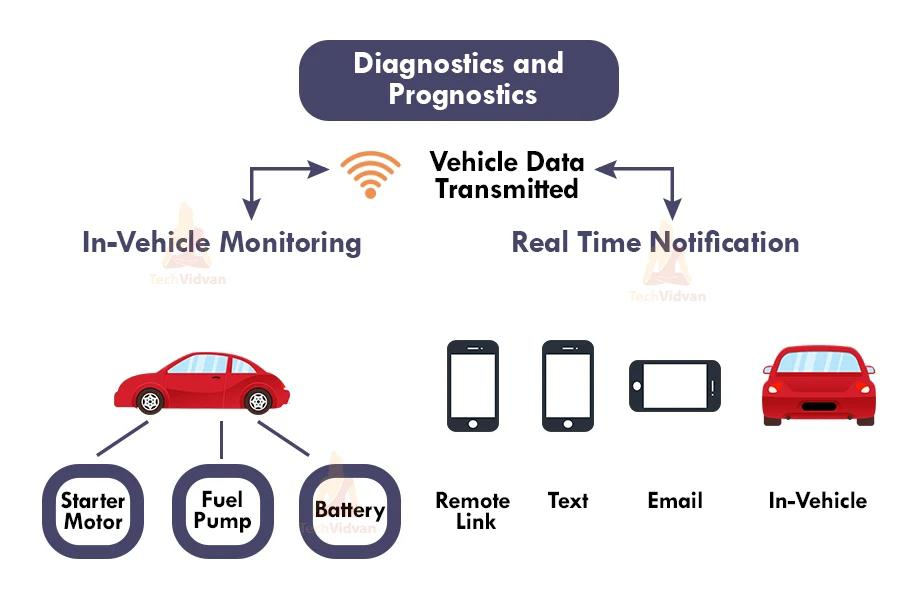 Diagnostics and
Prognostics
Vehicle Data
Transmitted
In-Vehicle Monitoring
Real Time Notification
TechVidvan
TechVidvan
Starter
Motor
Fuel
Pump
Battery
TechVidvan
Remote
Link
Text
Email
In-Vehicle